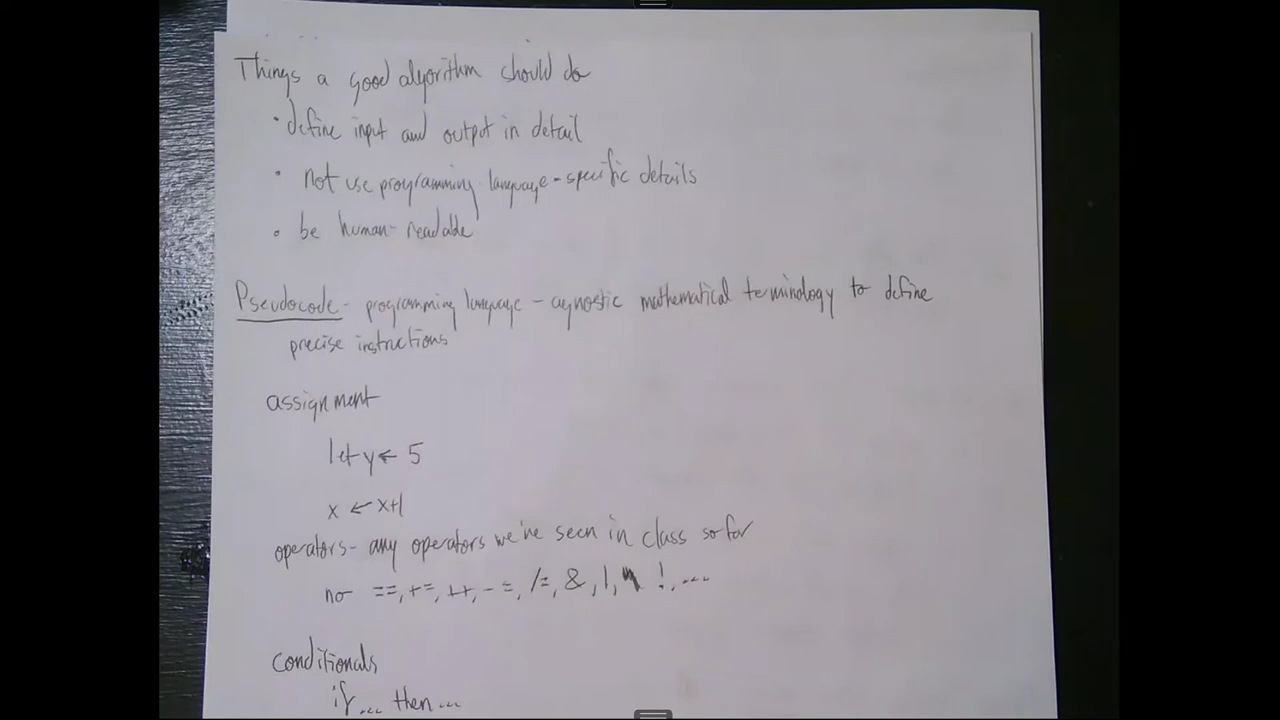 Things a good algorithm should do
• define input and output in detail
• not use programming language-specific details
• be human-readable
Pseudocode - programming language-agnostic mathematical terminology to define
precise instructions
assignment
let y ← 5
x ← x+1
operators - any operators we've seen in class so far
no ==, +=, ++, -=, /=, &, |, !, ...
conditionals
if ... then ...